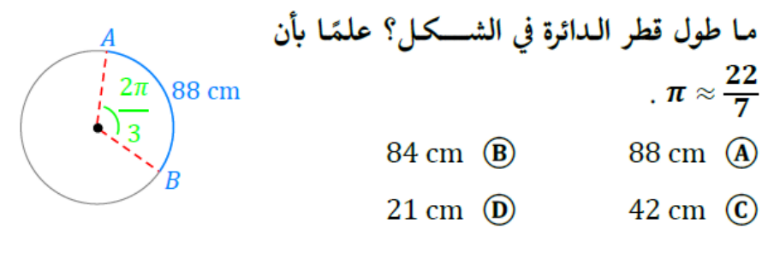 ما طول قطر الدائرة في الشكل؟ علمًا بأن
π ≈ 22/7 .
A 88 cm
B 84 cm
C 42 cm
D 21 cm
A
2π/3
88 cm
B